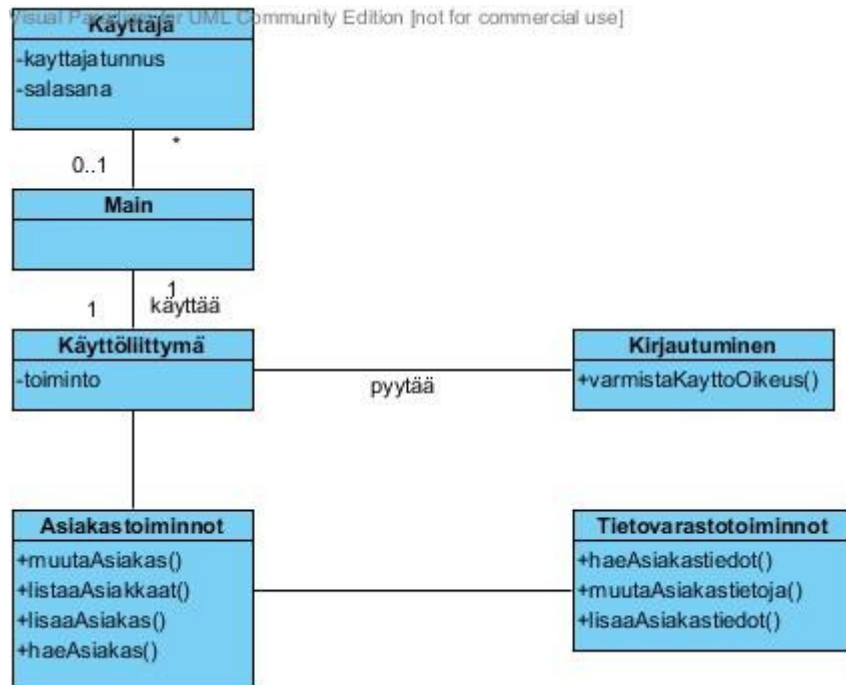 Visual Paradigm for UML Community Edition [not for commercial use]
Käyttäjä
-kayttajatunnus
-salasana
*
0..1
Main
1
1
käyttää
Käyttöliittymä
-toiminto
pyytää
Kirjautuminen
+varmistaKayttoOikeus()
Asiakastoiminnot
+muutaAsiakas()
+listaaAsiakkaat()
+lisaaAsiakas()
+haeAsiakas()
Tietovarastotoiminnot
+haeAsiakastiedot()
+muutaAsiakastietoja()
+lisaaAsiakastiedot()